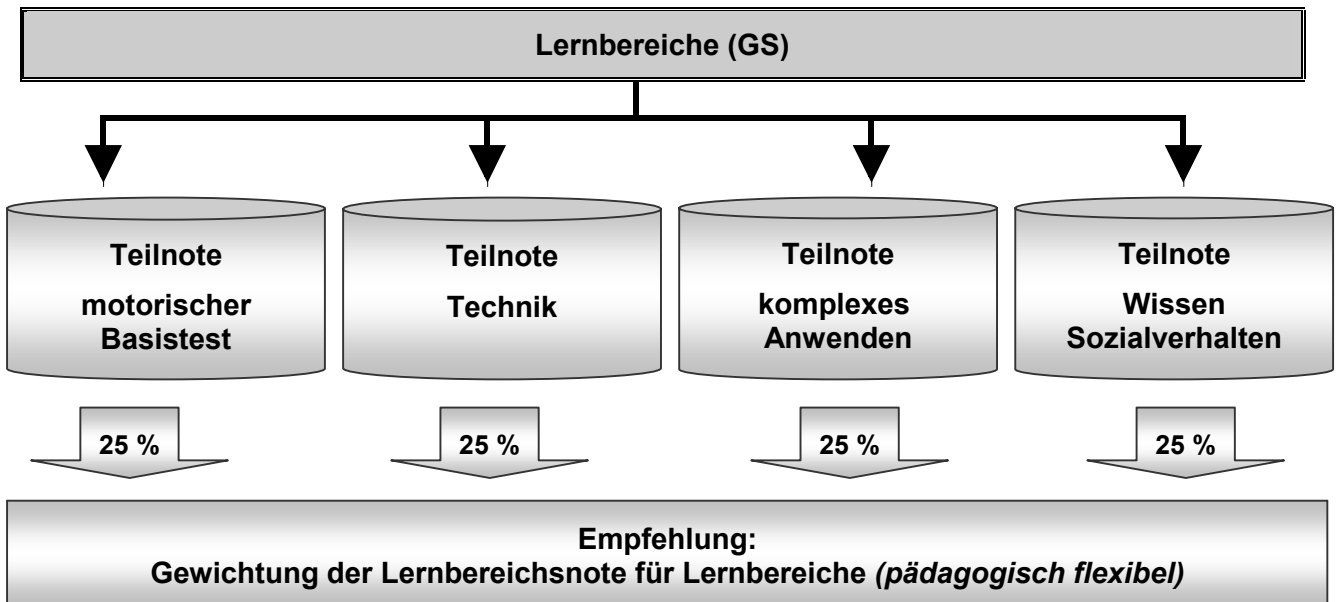 Lernbereiche (GS)
Teilnote
motorischer
Basistest
Teilnote
Technik
Teilnote
komplexes
Anwenden
Teilnote
Wissen
Sozialverhalten
25 %
25 %
25 %
25 %
Empfehlung:
Gewichtung der Lernbereichsnote für Lernbereiche (pädagogisch flexibel)